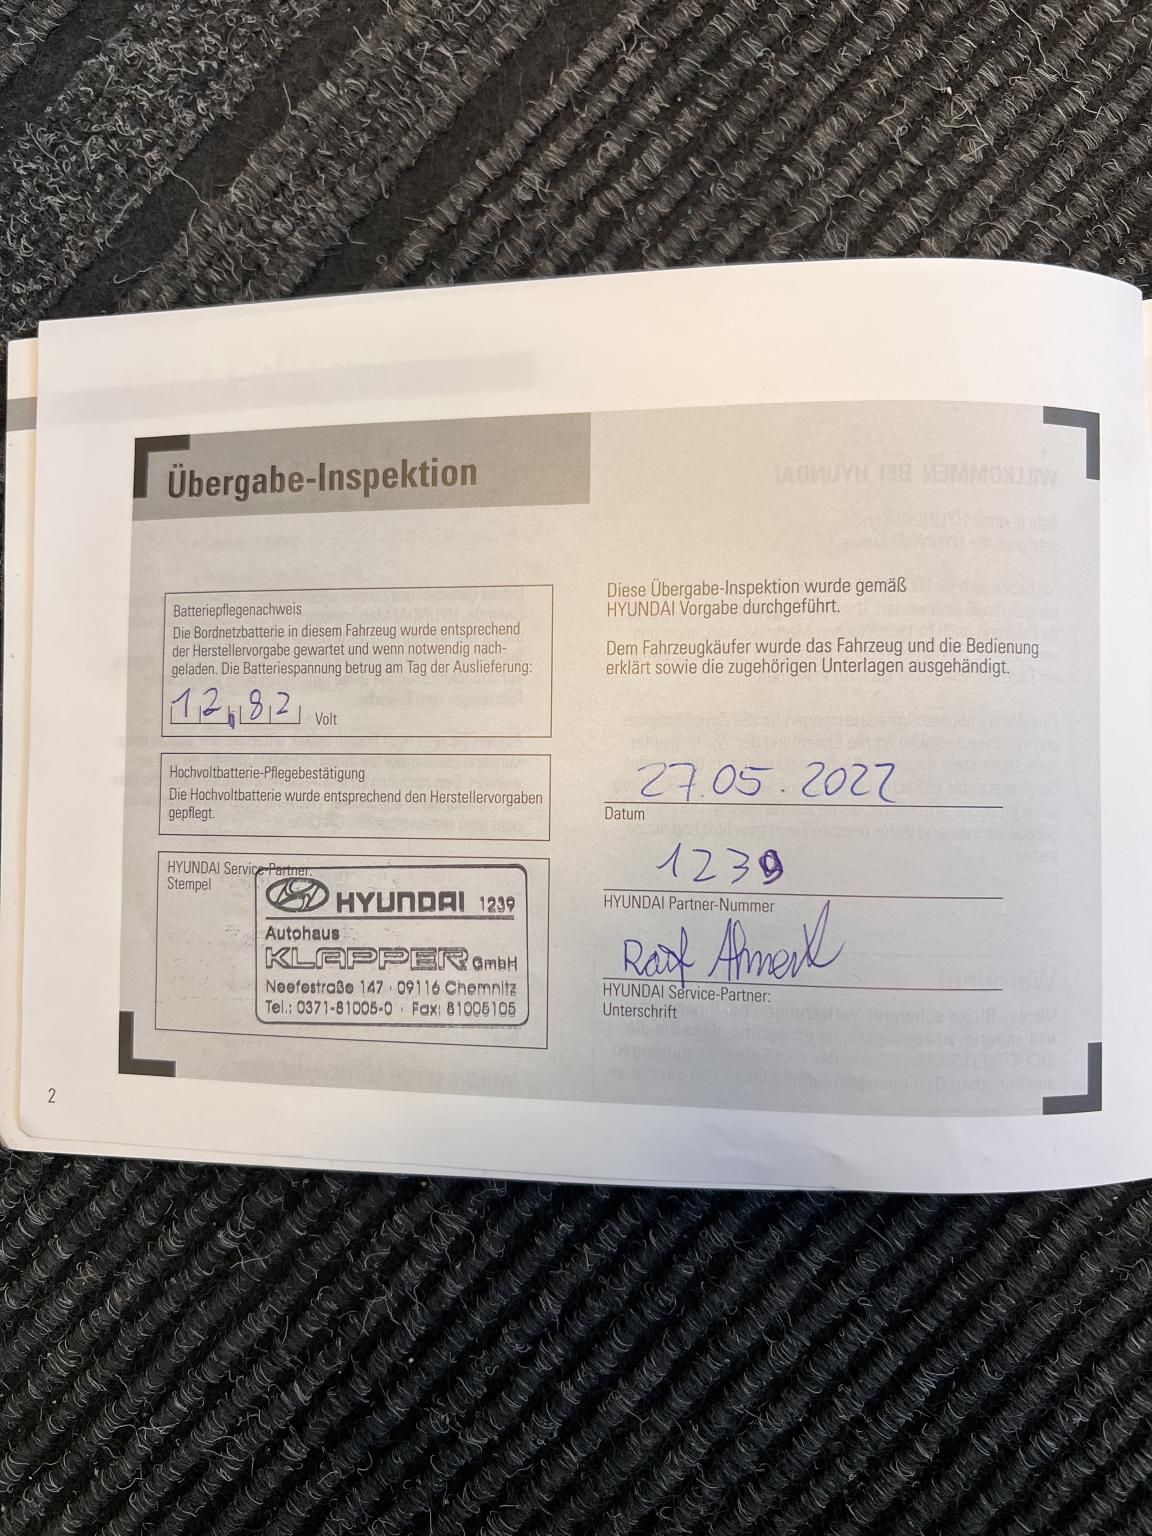 Übergabe-Inspektion
Batteriepflegenachweis
Die Bordnetzbatterie in diesem Fahrzeug wurde entsprechend
der Herstellervorgabe gewartet und wenn notwendig nach-
geladen. Die Batteriespannung betrug am Tag der Auslieferung:
12,82 Volt
Hochvoltbatterie-Pflegebestätigung
Die Hochvoltbatterie wurde entsprechend den Herstellervorgaben
gepflegt.
HYUNDAI Service-Partner:
Stempel
HYUNDAI 1239
Autohaus
KLAPPER GmbH
Neefestraße 147 · 09116 Chemnitz
Tel.: 0371-81005-0 · Fax: 81005105
Diese Übergabe-Inspektion wurde gemäß
HYUNDAI Vorgabe durchgeführt.
Dem Fahrzeugkäufer wurde das Fahrzeug und die Bedienung
erklärt sowie die zugehörigen Unterlagen ausgehändigt.
27.05.2022
Datum
1239
HYUNDAI Partner-Nummer
HYUNDAI Service-Partner:
Unterschrift
2